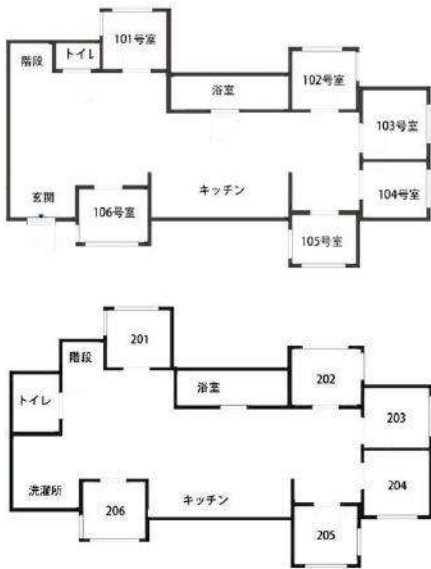 101号室
階段
トイレ
102号室
浴室
103号室
キッチン
玄関
104号室
106号室
105号室
201
階段
202
浴室
トイレ
203
洗濯所
キッチン
204
206
205